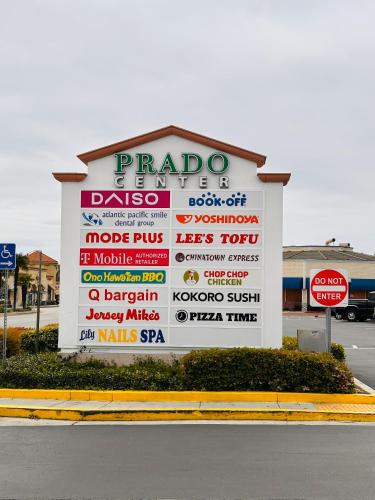 PRADO
CENTER
DAISO
BOOK•OFF
atlantic pacific smile
dental group
YOSHINOYA
MODE PLUS
LEE'S TOFU
T Mobile AUTHORIZED
RETAILER
CHINATOWN EXPRESS
Ono Hawaiian BBQ
CHOP CHOP
CHICKEN
Q bargain
KOKORO SUSHI
Jersey Mike's
PIZZA TIME
Lily NAILS SPA
DO NOT
ENTER